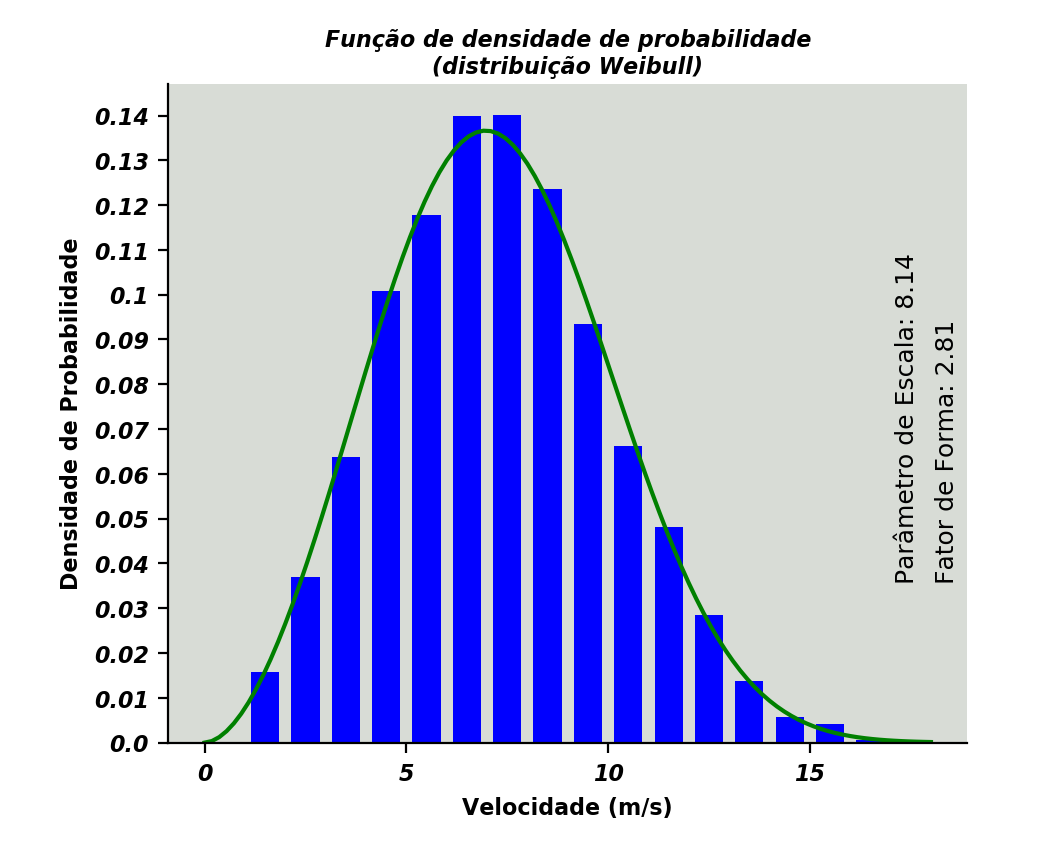 Função de densidade de probabilidade
(distribuição Weibull)
Densidade de Probabilidade
0.14
0.13
0.12
0.11
0.1
0.09
0.08
0.07
0.06
0.05
0.04
0.03
0.02
0.01
0.0
Parâmetro de Escala: 8.14
Fator de Forma: 2.81
0 5 10 15
Velocidade (m/s)